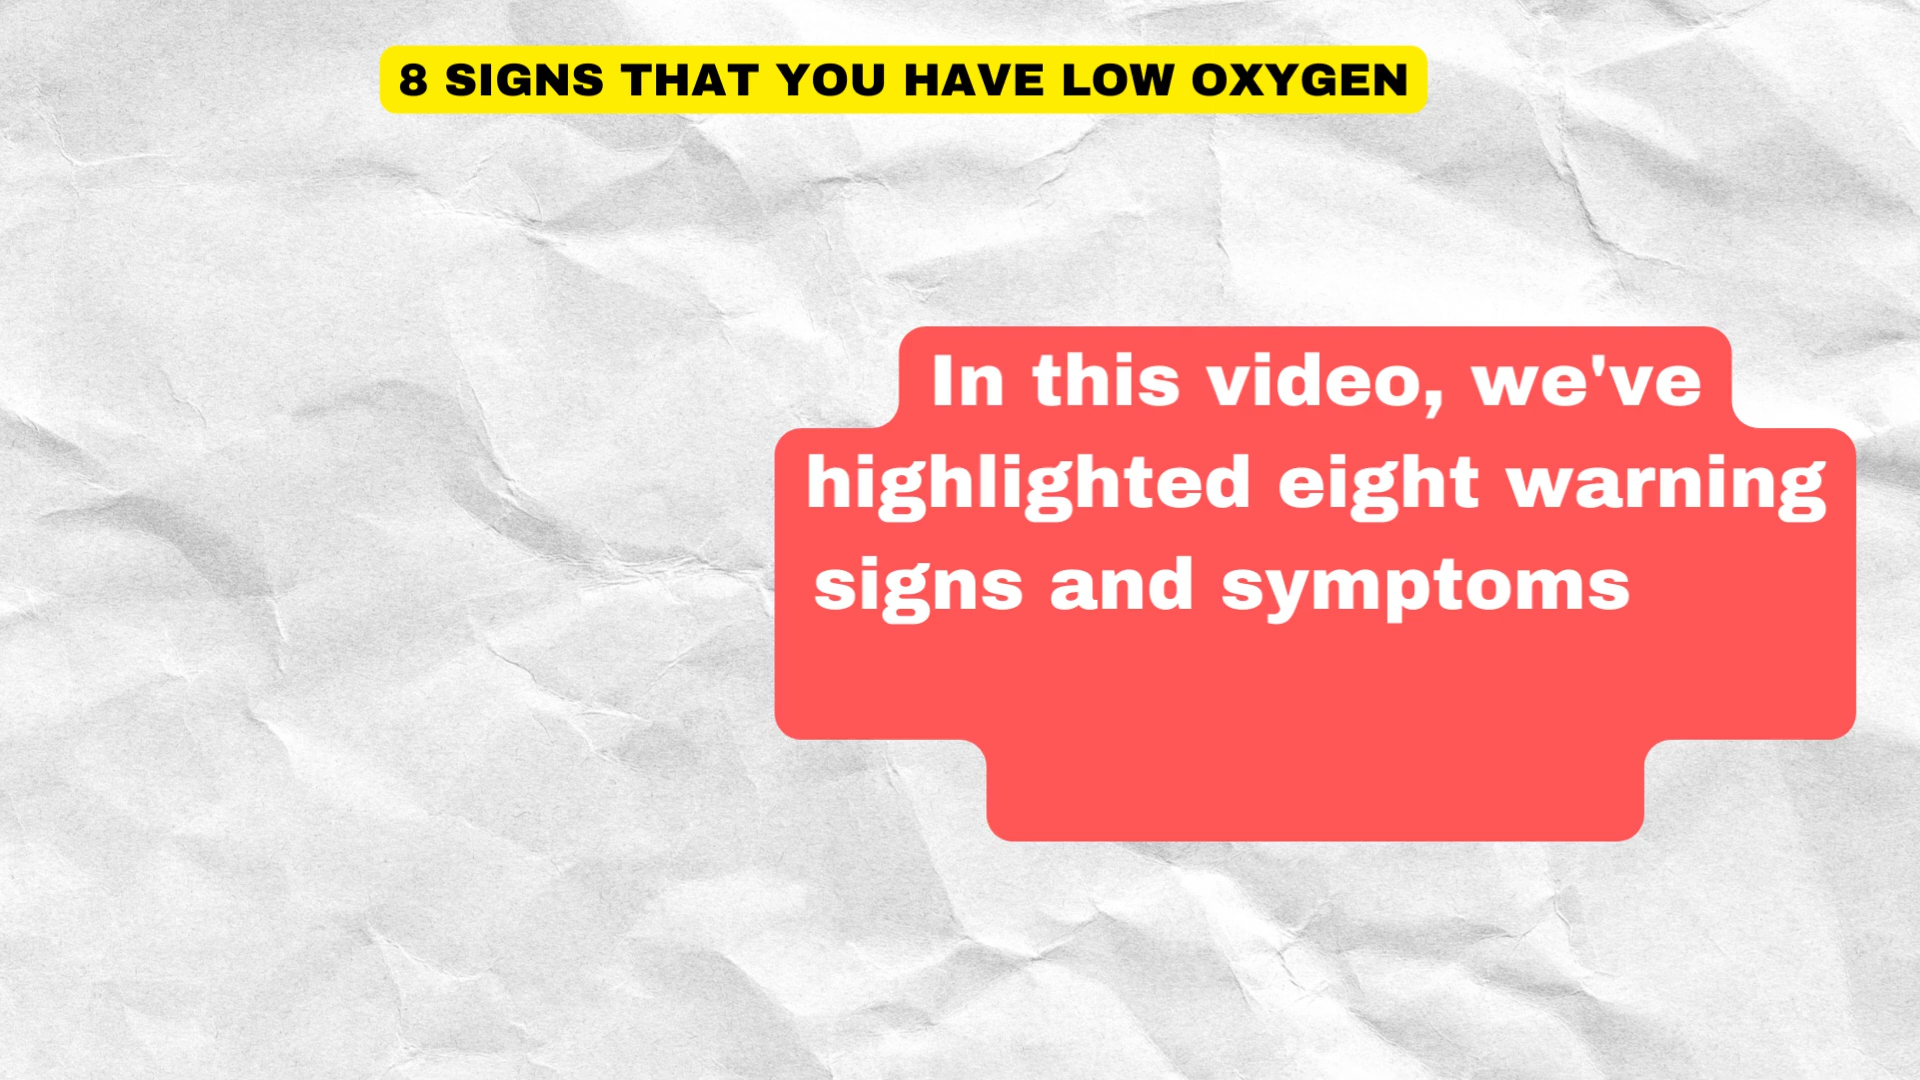 8 SIGNS THAT YOU HAVE LOW OXYGEN
In this video, we've
highlighted eight warning
signs and symptoms